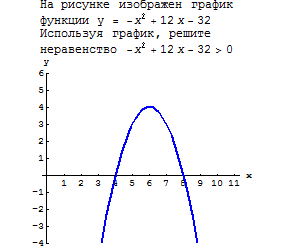 На рисунке изображен график
функции y = -x² + 12 x - 32
Используя график, решите
неравенство -x² + 12 x - 32 > 0
y
6
5
4
3
2
1
1 2 3 4 5 6 7 8 9 10 11 x
-1
-2
-3
-4